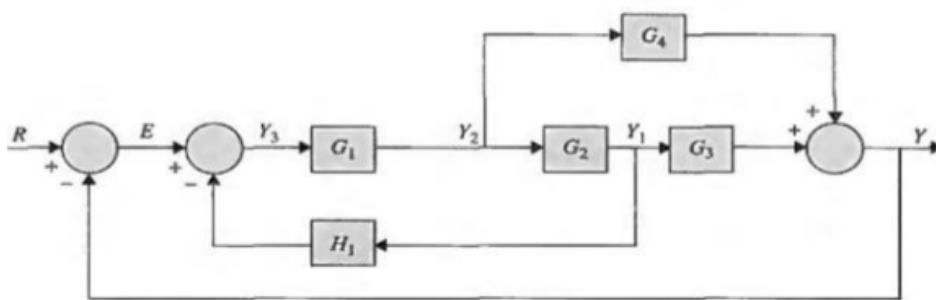 G₄
+
R
E
Y₃
G₁
Y₂
G₂
Y₁
G₃
+
Y
+
−
+
−
H₁